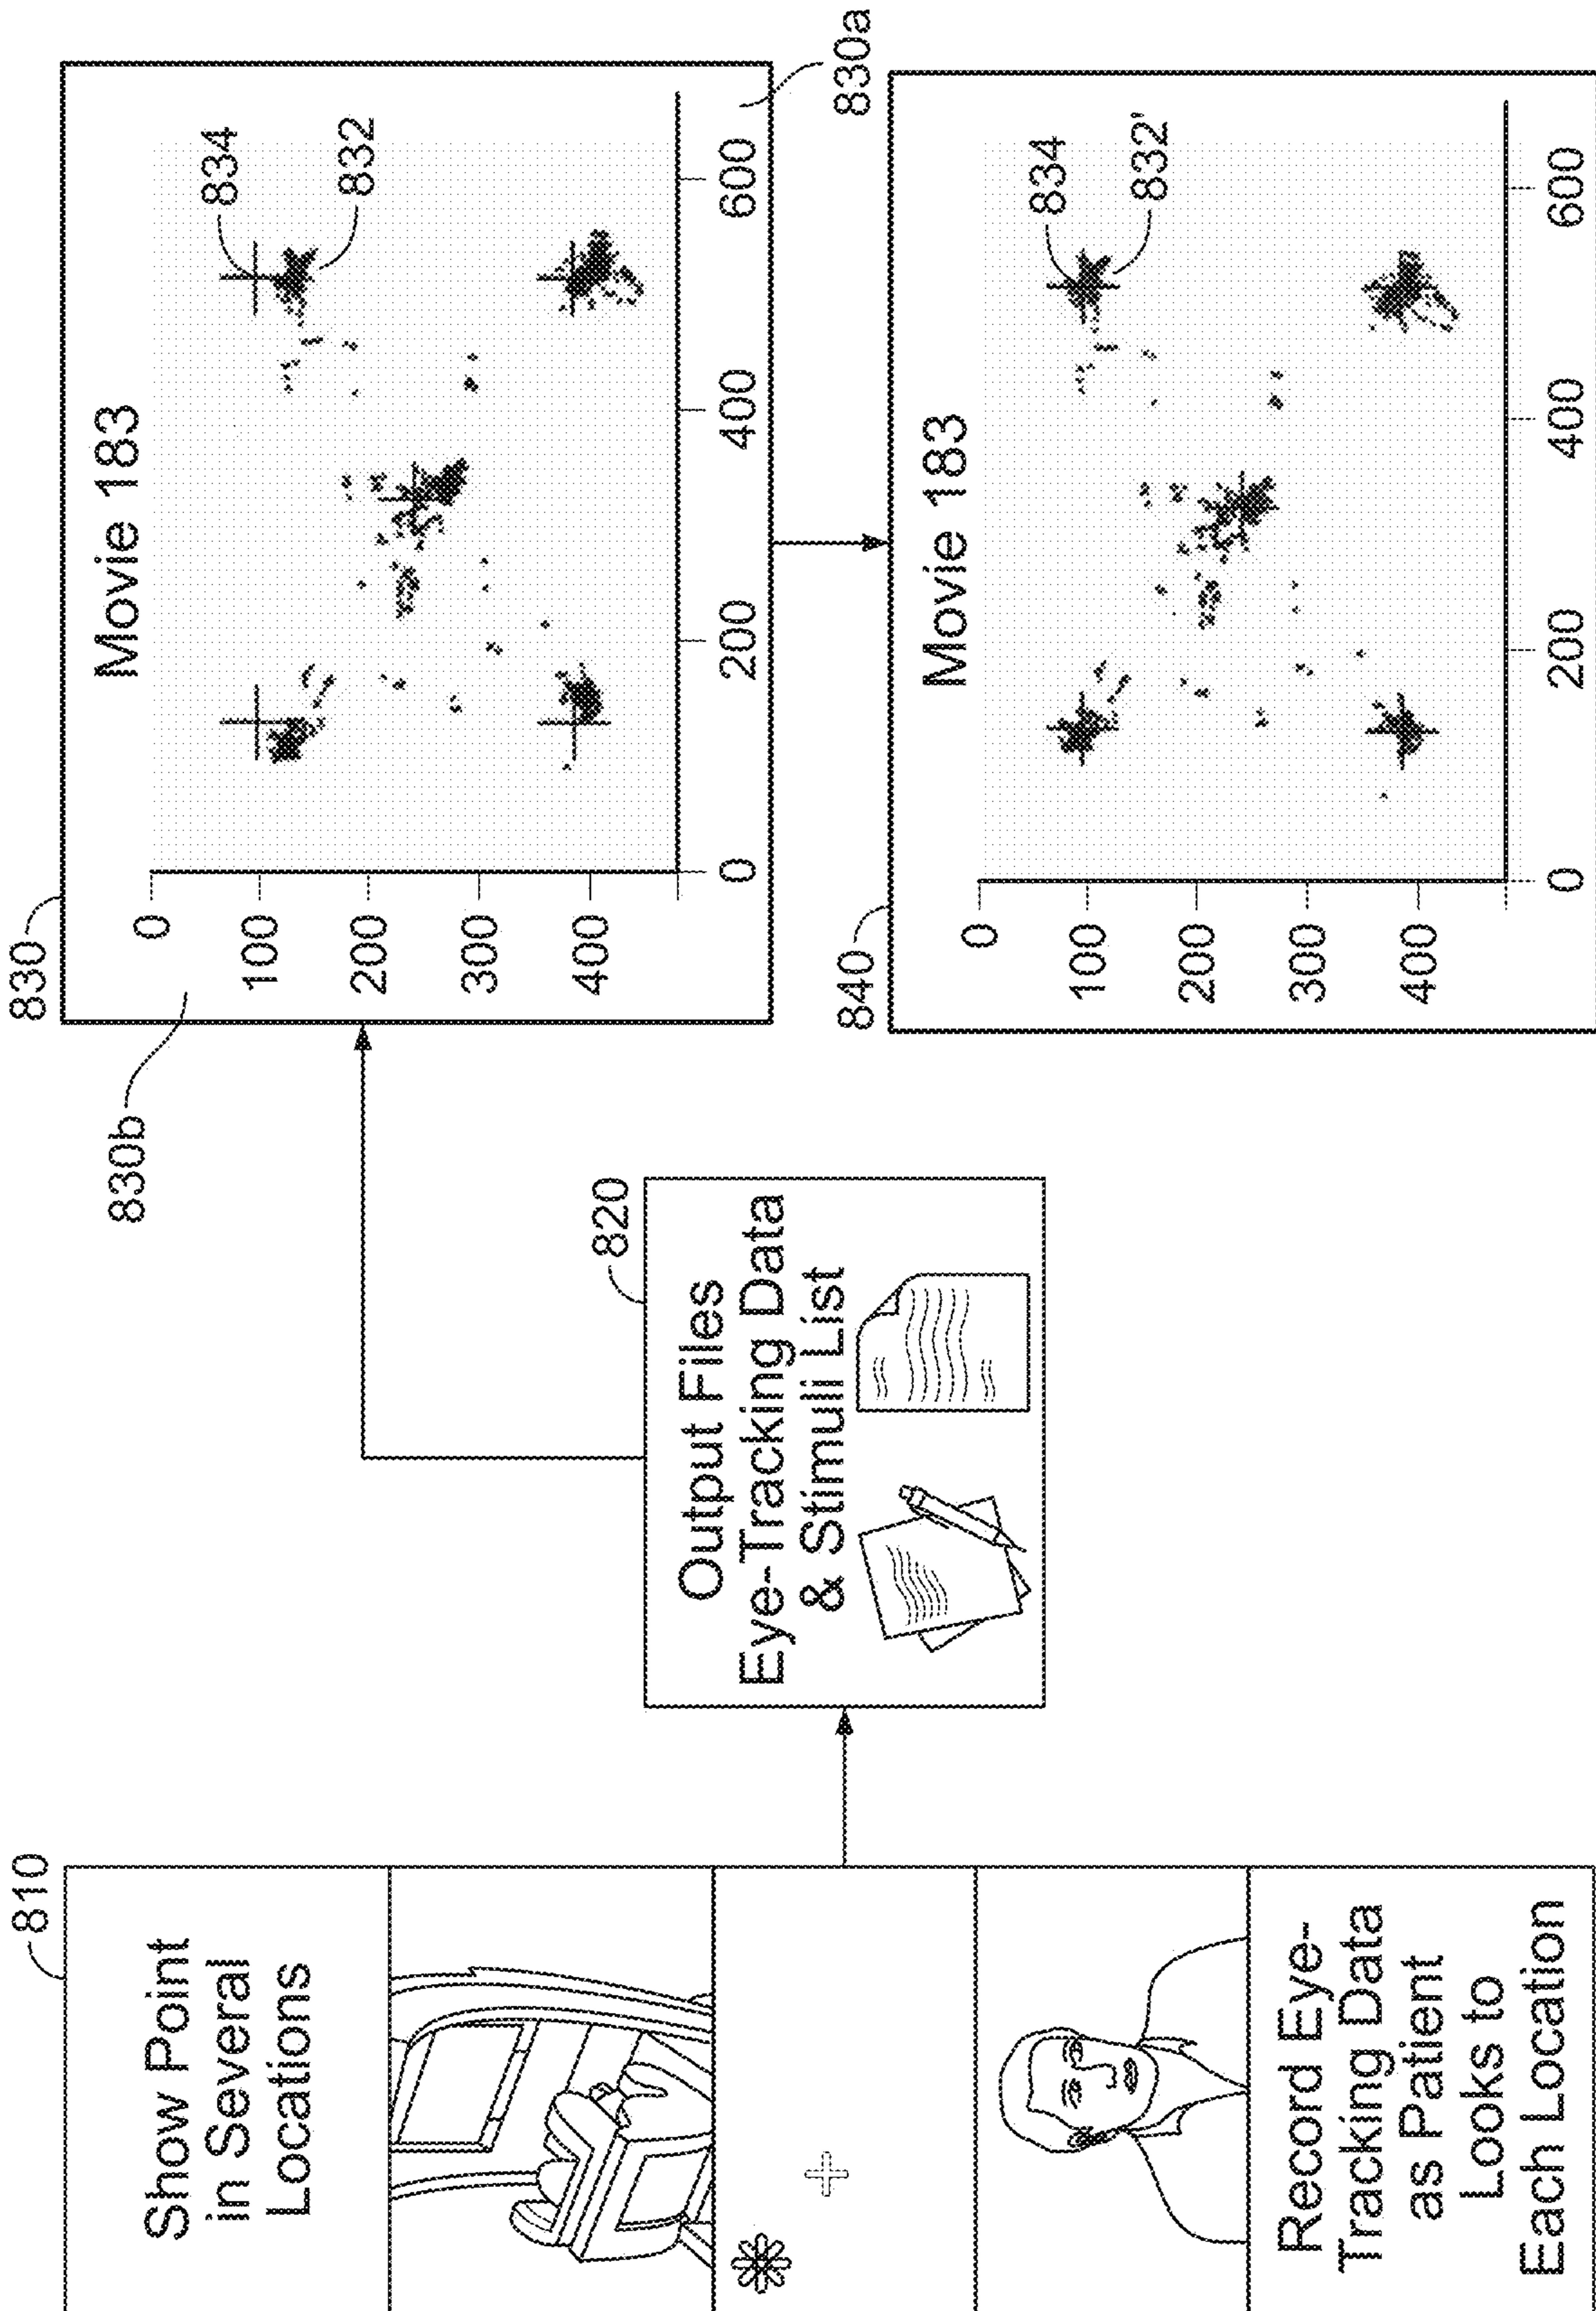 810
Show Point
in Several
Locations
Record Eye-
Tracking Data
as Patient
Looks to
Each Location
820
Output Files
Eye-Tracking Data
& Stimuli List
830
830b
Movie 183
834
832
0
100
200
300
400
0
200
400
600
830a
840
Movie 183
834
832'
0
100
200
300
400
0
200
400
600